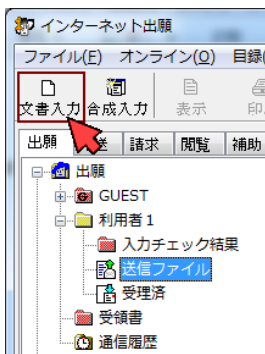 インターネット出願
ファイル(F) オンライン(O) 目録(
文書入力 合成入力 表示 印
出願 送 請求 閲覧 補助
出願
GUEST
利用者1
入力チェック結果
送信ファイル
受理済
受領書
通信履歴